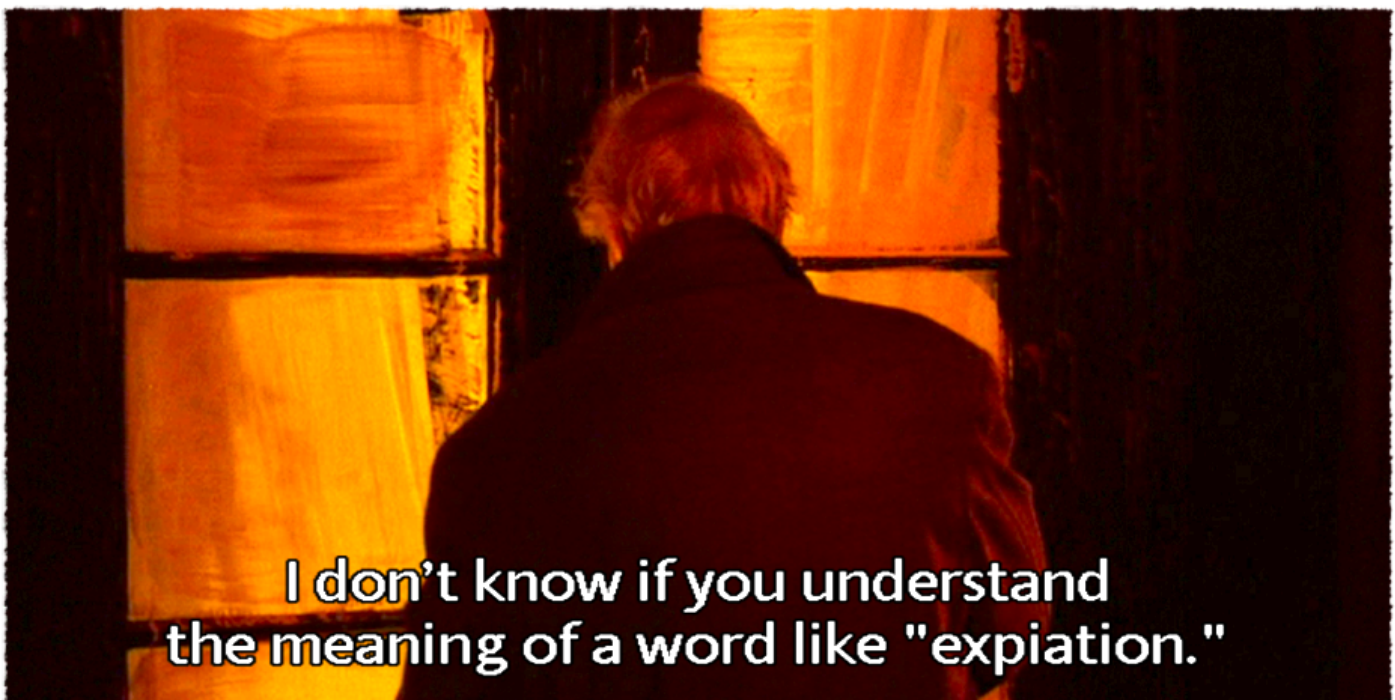 I don’t know if you understand
the meaning of a word like "expiation."